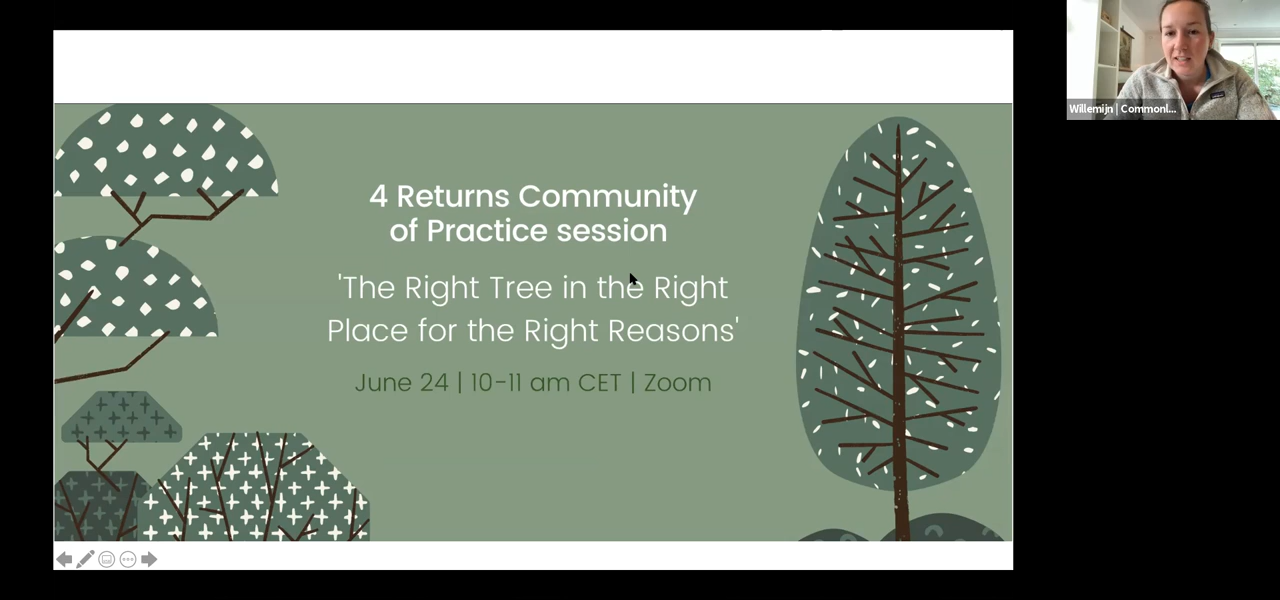 4 Returns Community
of Practice session
'The Right Tree in the Right
Place for the Right Reasons'
June 24 | 10-11 am CET | Zoom
Willemijn | Commonl...